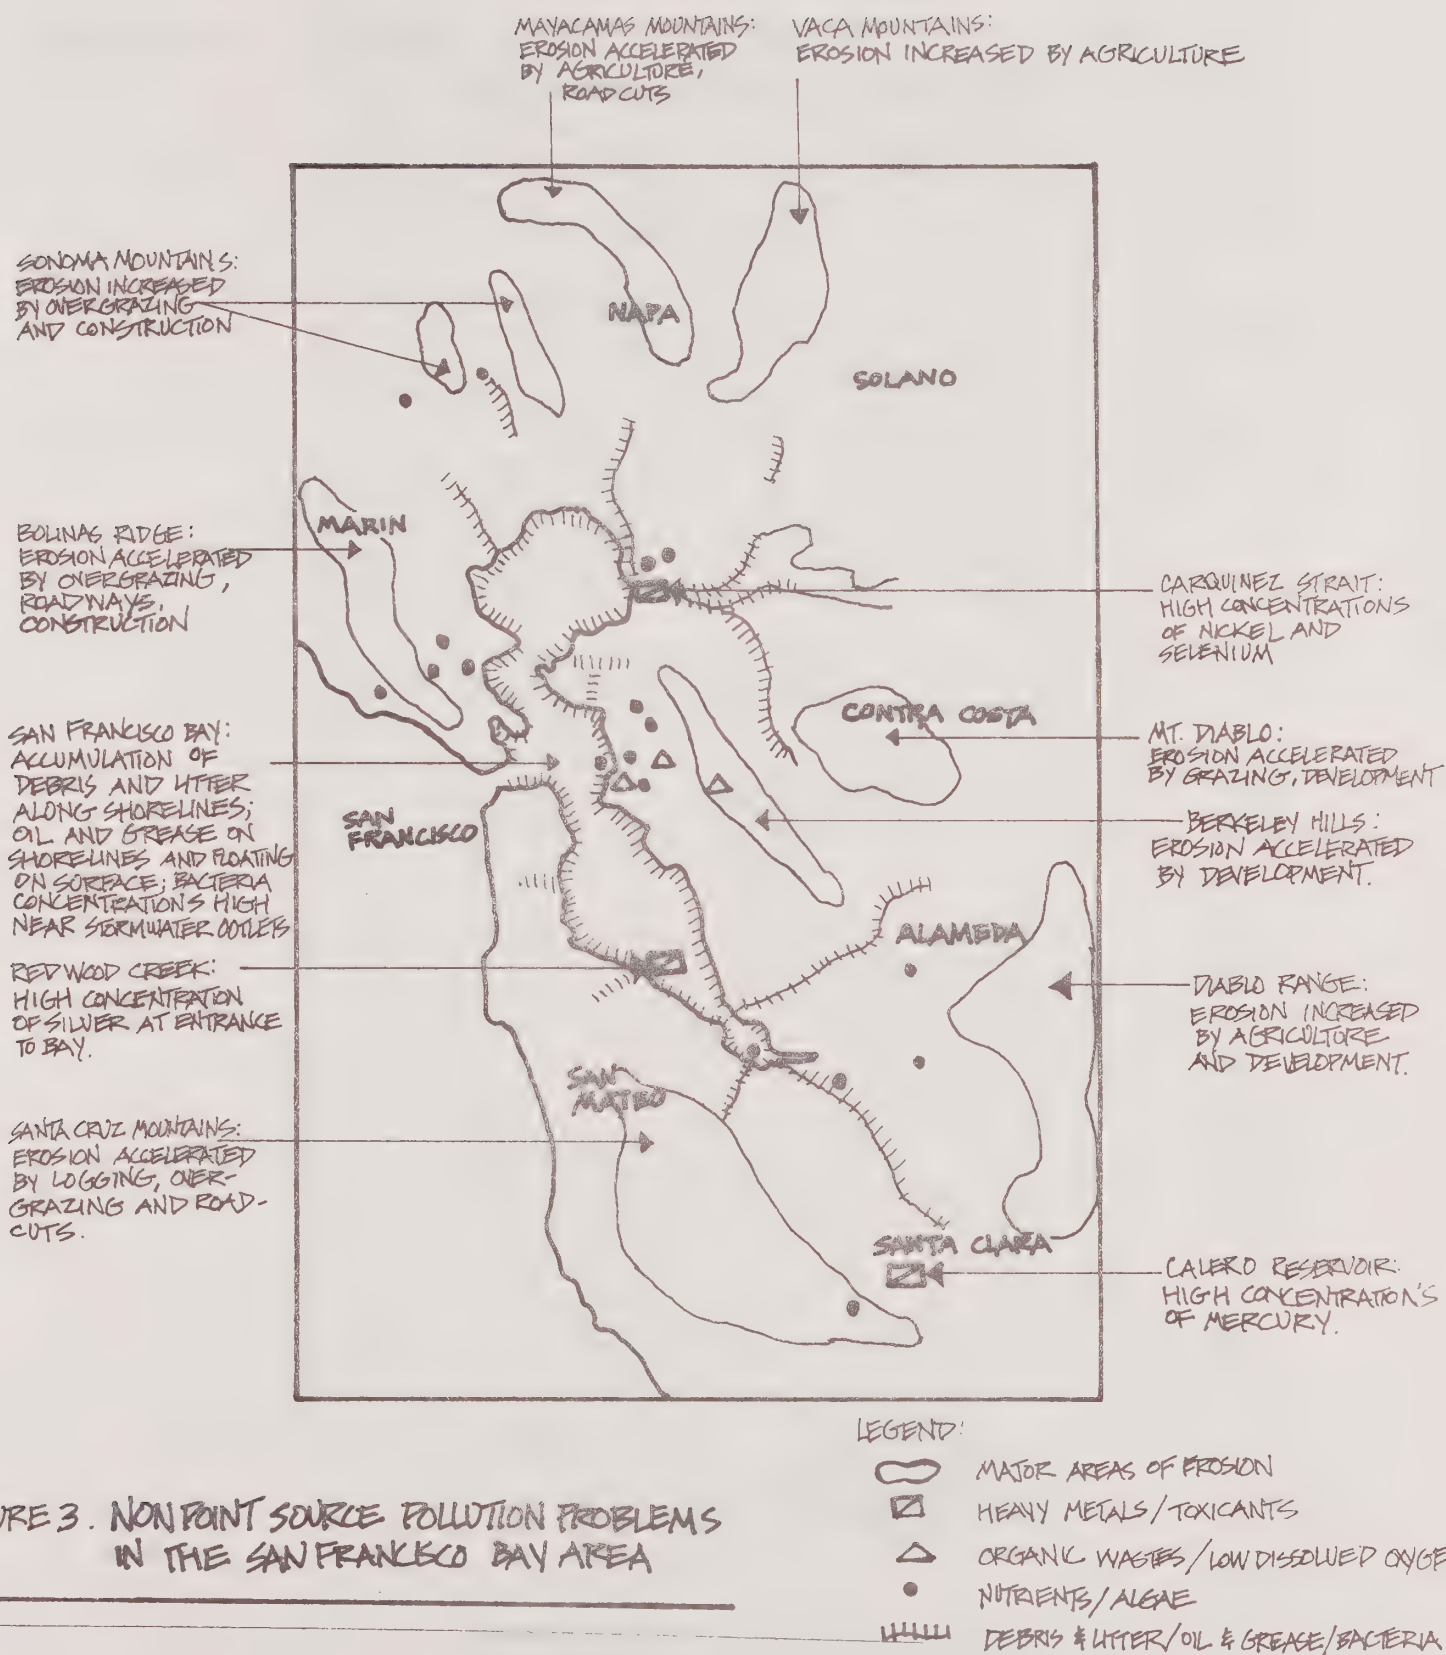 MAYACAMAS MOUNTAINS:
EROSION ACCELERATED
BY AGRICULTURE,
ROAD CUTS
VACA MOUNTAINS:
EROSION INCREASED BY AGRICULTURE
SONOMA MOUNTAINS:
EROSION INCREASED
BY OVERGRAZING
AND CONSTRUCTION
NAPA
SOLANO
BOLINAS RIDGE:
EROSION ACCELERATED
BY OVERGRAZING,
ROADWAYS,
CONSTRUCTION
MARIN
CARQUINEZ STRAIT:
HIGH CONCENTRATIONS
OF NICKEL AND
SELENIUM
SAN FRANCISCO BAY:
ACCUMULATION OF
DEBRIS AND LITTER
ALONG SHORELINES;
OIL AND GREASE ON
SHORELINES AND FLOATING
ON SURFACE; BACTERIA
CONCENTRATIONS HIGH
NEAR STORMWATER OUTLETS
CONTRA COSTA
MT. DIABLO:
EROSION ACCELERATED
BY GRAZING, DEVELOPMENT
SAN
FRANCISCO
BERKELEY HILLS:
EROSION ACCELERATED
BY DEVELOPMENT.
ALAMEDA
REDWOOD CREEK:
HIGH CONCENTRATION
OF SILVER AT ENTRANCE
TO BAY.
DIABLO RANGE:
EROSION INCREASED
BY AGRICULTURE
AND DEVELOPMENT.
SAN
MATEO
SANTA CRUZ MOUNTAINS:
EROSION ACCELERATED
BY LOGGING, OVER-
GRAZING AND ROAD-
CUTS.
SANTA CLARA
CALERO RESERVOIR:
HIGH CONCENTRATION'S
OF MERCURY.
LEGEND:
MAJOR AREAS OF EROSION
HEAVY METALS/TOXICANTS
ORGANIC WASTES/LOW DISSOLVED OXYGE
NUTRIENTS/ALGAE
DEBRIS & LITTER/OIL & GREASE/BACTERIA
URE 3. NONPOINT SOURCE POLLUTION PROBLEMS
IN THE SAN FRANCISCO BAY AREA